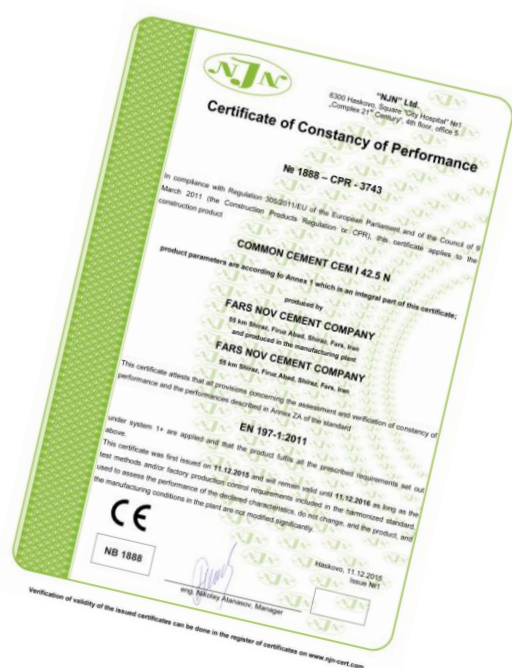 NJN
"NJN" Ltd.
6300 Haskovo, Square "City Hospital" №1
„Complex 21st Century", 4th floor, office 5
Certificate of Constancy of Performance
№ 1888 – CPR - 3743
In compliance with Regulation 305/2011/EU of the European Parliament and of the Council of 9
March 2011 (the Construction Products Regulation or CPR), this certificate applies to the
construction product
COMMON CEMENT CEM I 42.5 N
product parameters are according to Annex 1 which is an integral part of this certificate;
produced by
FARS NOV CEMENT COMPANY
55 km Shiraz, Firuz Abad, Shiraz, Fars, Iran
and produced in the manufacturing plant
FARS NOV CEMENT COMPANY
55 km Shiraz, Firuz Abad, Shiraz, Fars, Iran
This certificate attests that all provisions concerning the assessment and verification of constancy of
performance and the performances described in Annex ZA of the standard
EN 197-1:2011
under system 1+ are applied and that the product fulfils all the prescribed requirements set out
above.
This certificate was first issued on 11.12.2015 and will remain valid until 11.12.2016 as long as the
test methods and/or factory production control requirements included in the harmonized standard,
used to assess the performance of the declared characteristics, do not change, and the product, and
the manufacturing conditions in the plant are not modified significantly.
CE
NB 1888
Haskovo, 11.12.2015
Issue №1
eng. Nikolay Atanasov, Manager
Verification of validity of the issued certificates can be done in the register of certificates on www.njn-cert.com